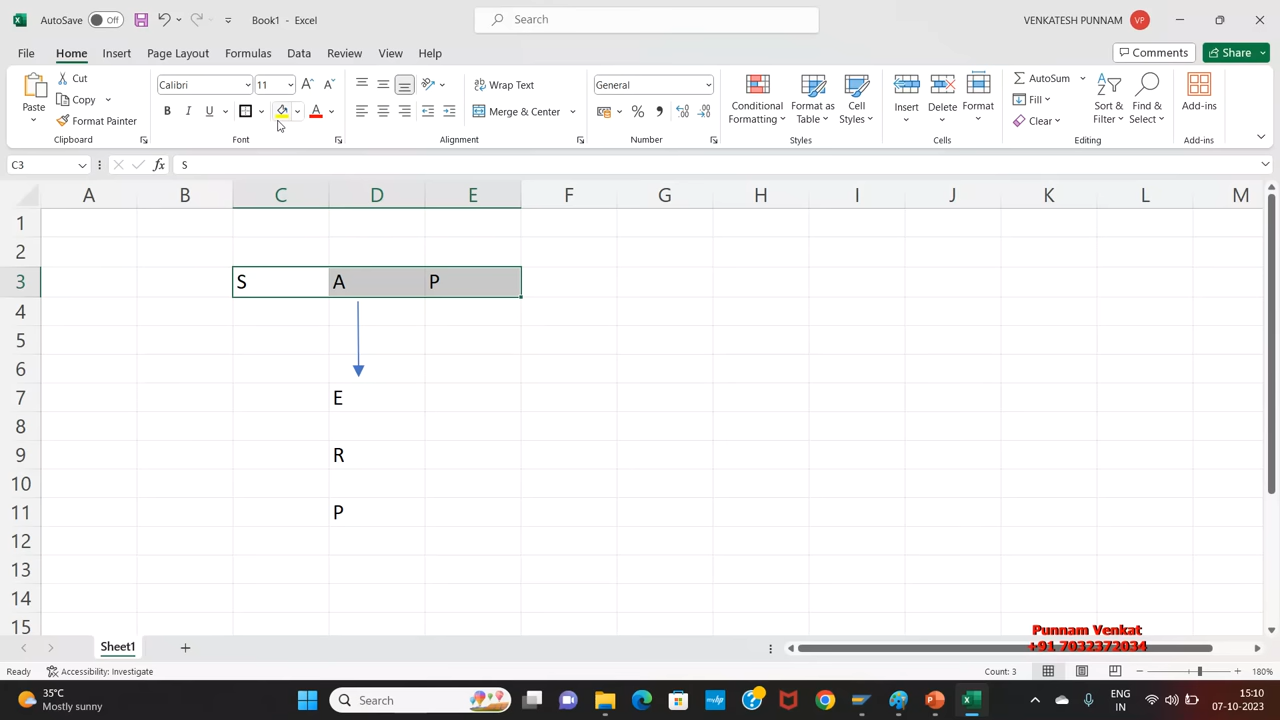 AutoSave Off Book1 - Excel Search VENKATESH PUNNAM VP
File Home Insert Page Layout Formulas Data Review View Help Comments Share
Paste Cut Copy Format Painter Clipboard
Calibri 11 B I U A Font
ab Wrap Text Merge & Center Alignment
General % , Number
Conditional Formatting Format as Table Cell Styles Styles
Insert Delete Format Cells
AutoSum Fill Clear Sort & Filter Find & Select Editing
Add-ins Add-ins
C3 fx S
A B C D E F G H I J K L M
1
2
3 S A P
4
5
6
7 E
8
9 R
10
11 P
12
13
14
15
Punnam Venkat
+91 7032372034
Sheet1
Ready Accessibility: Investigate Count: 3 180%
35°C Mostly sunny Search ENG IN 15:10 07-10-2023